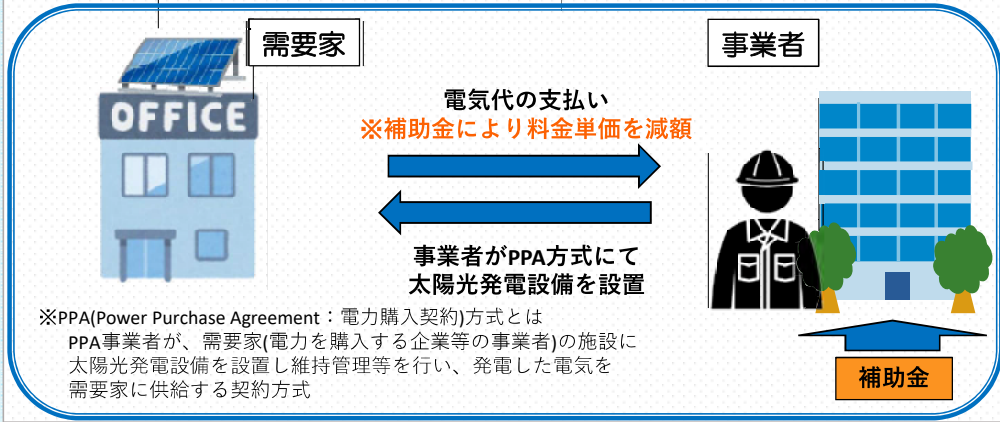 需要家
事業者
OFFICE
電気代の支払い
※補助金により料金単価を減額
事業者がPPA方式にて
太陽光発電設備を設置
※PPA(Power Purchase Agreement：電力購入契約)方式とは
PPA事業者が、需要家(電力を購入する企業等の事業者)の施設に
太陽光発電設備を設置し維持管理等を行い、発電した電気を
需要家に供給する契約方式
補助金